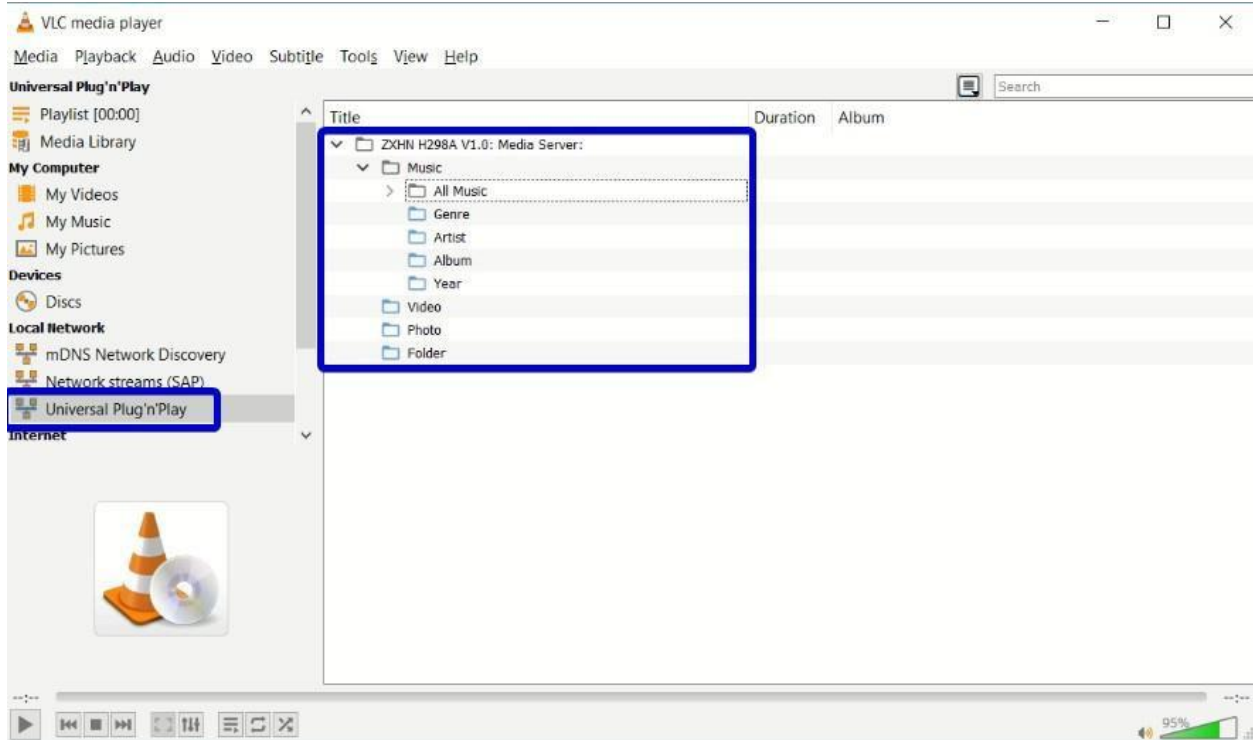 VLC media player
Media Playback Audio Video Subtitle Tools View Help
Universal Plug'n'Play
Search
Playlist [00:00]
Media Library
My Computer
My Videos
My Music
My Pictures
Devices
Discs
Local Network
mDNS Network Discovery
Network streams (SAP)
Universal Plug'n'Play
Internet
Title Duration Album
ZXHN H298A V1.0: Media Server:
Music
All Music
Genre
Artist
Album
Year
Video
Photo
Folder
--:-- --:--
95%